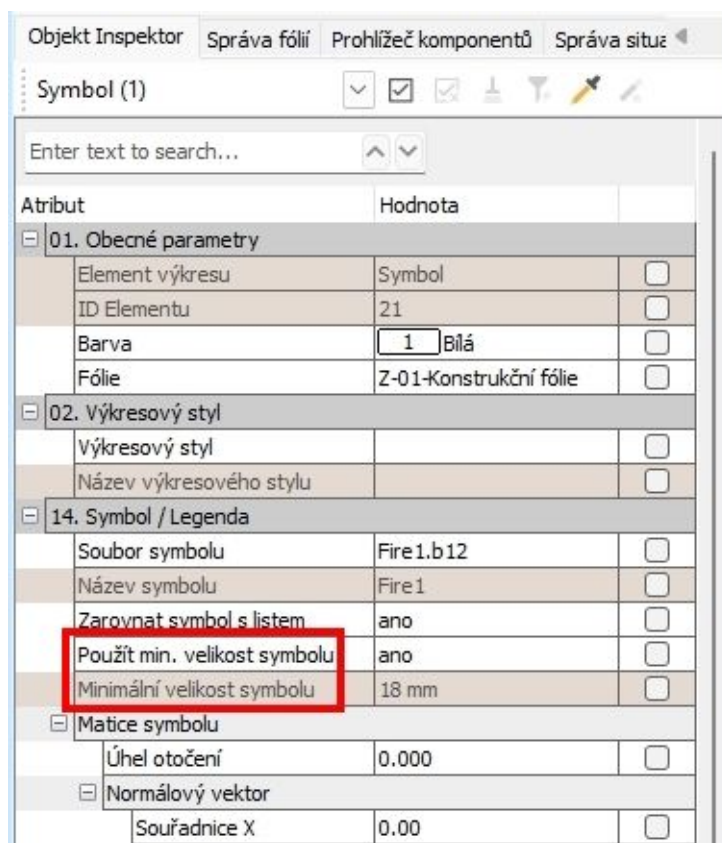 Objekt Inspektor Správa fólií Prohlížeč komponentů Správa situa
Symbol (1)
Enter text to search...
Atribut Hodnota
01. Obecné parametry
Element výkresu Symbol
ID Elementu 21
Barva 1 Bílá
Fólie Z-01-Konstrukční fólie
02. Výkresový styl
Výkresový styl
Název výkresového stylu
14. Symbol / Legenda
Soubor symbolu Fire1.b12
Název symbolu Fire1
Zarovnat symbol s listem ano
Použít min. velikost symbolu ano
Minimální velikost symbolu 18 mm
Matice symbolu
Úhel otočení 0.000
Normálový vektor
Souřadnice X 0.00